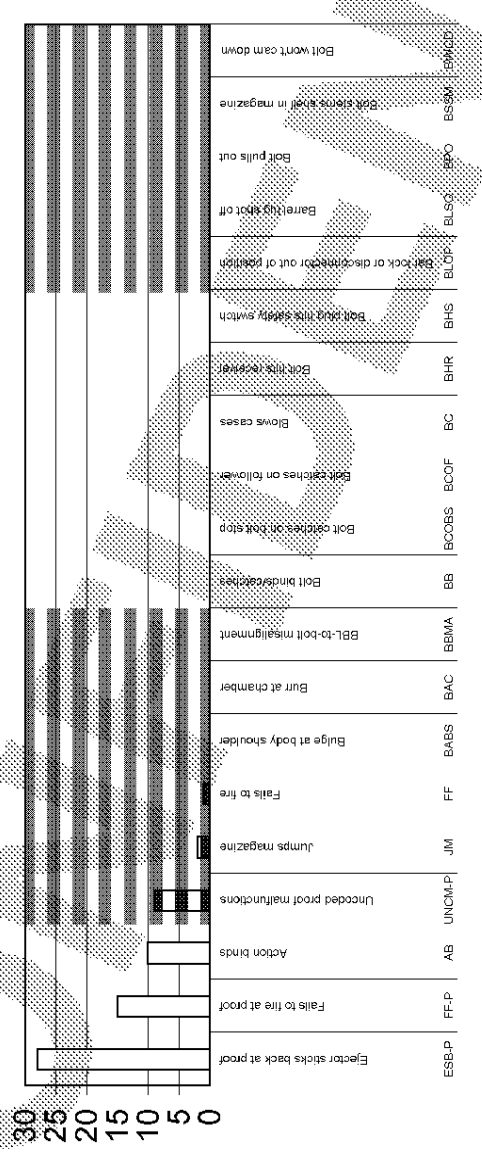 30
25
20
15
10
5
0
Ejector sticks back at proof
ESB-P
Fails to fire at proof
FF-P
Action binds
AB
Uncoded proof malfunctions
UNCM-P
Jumps magazine
JM
Fails to fire
FF
Bulge at body shoulder
BABS
Burr at chamber
BAC
BBL-to-bolt misalignment
BBMA
Bolt binds/catches
BB
Bolt catches on bolt stop
BCOBS
Bolt catches on follower
BCOF
Blows cases
BC
Bolt hits receiver
BHR
Bolt plug hits safety switch
BHS
Bar lock or disconnector out of position
BLOP
Barrel lug shot off
BLSO
Bolt pulls out
BPO
Bolt stems shell in magazine
BSSM
Bolt won't cam down
BWCD